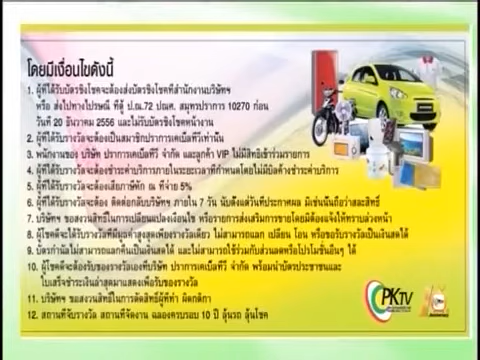 โดยมีเงื่อนไขดังนี้
1. ผู้ที่ได้รับบัตรชิงโชคจะต้องส่งบัตรชิงโชคที่สำนักงานบริษัทฯ
หรือ ส่งไปทางไปรษณี ที่ตู้ ป.ณ.72 ปณศ. สมุทรปราการ 10270 ก่อน
วันที่ 20 ธันวาคม 2556 และไม่รับบัตรชิงโชคหน้างาน
2. ผู้ที่ได้รับรางวัลจะต้องเป็นสมาชิกปราการเคเบิลทีวีเท่านั้น
3. พนักงานของ บริษัท ปราการเคเบิลทีวี จำกัด และลูกค้า VIP ไม่มีสิทธิเข้าร่วมรายการ
4. ผู้ที่ได้รับรางวัลจะต้องชำระค่าบริการภายในระยะเวลาที่กำหนดโดยไม่มีบิลค้างชำระค่าบริการ
5. ผู้ที่ได้รับรางวัลจะต้องเสียภาษีหัก ณ ที่จ่าย 5%
6. ผู้ที่ได้รับรางวัลจะต้อง ติดต่อกลับบริษัทฯ ภายใน 7 วัน นับตั้งแต่วันที่ประกาศผล มิเช่นนั้นถือว่าสละสิทธิ์
7. บริษัทฯ ขอสงวนสิทธิในการเปลี่ยนแปลงเงื่อนไข หรือรายการส่งเสริมการขายโดยมิต้องแจ้งให้ทราบล่วงหน้า
8. ผู้โชคดีจะได้รับรางวัลที่มีมูลค่าสูงสุดเพียงรางวัลเดียว ไม่สามารถแลก เปลี่ยน โอน หรือขอรับรางวัลเป็นเงินสดได้
9. บัตรกำนัลไม่สามารถแลกคืนเป็นเงินสดได้ และไม่สามารถใช้ร่วมกับส่วนลดหรือโปรโมชั่นอื่นๆ ได้
10. ผู้โชคดีจะต้องรับของรางวัลเองที่บริษัท ปราการเคเบิลทีวี จำกัด พร้อมนำบัตรประชาชนและ
ใบเสร็จชำระเงินล่าสุดมาแสดงเพื่อรับของรางวัล
11. บริษัทฯ ขอสงวนสิทธิในการตัดสิทธิ์ผู้ที่ทำ ผิดกติกา
12. สถานที่จับรางวัล สถานที่จัดงาน ฉลองครบรอบ 10 ปี ลุ้นรถ ลุ้นโชค
PKTV